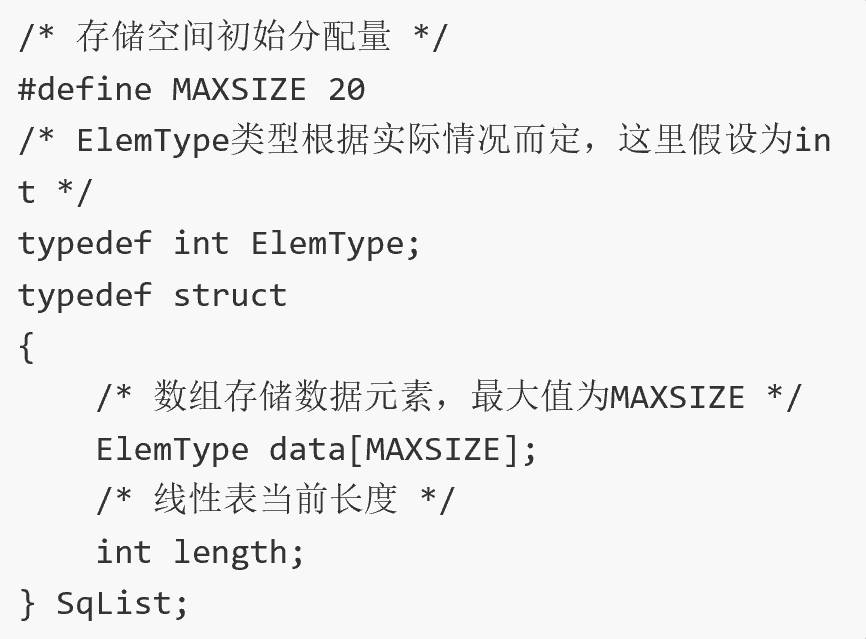 /* 存储空间初始分配量 */
#define MAXSIZE 20
/* ElemType类型根据实际情况而定，这里假设为in
t */
typedef int ElemType;
typedef struct
{
    /* 数组存储数据元素，最大值为MAXSIZE */
    ElemType data[MAXSIZE];
    /* 线性表当前长度 */
    int length;
} SqList;